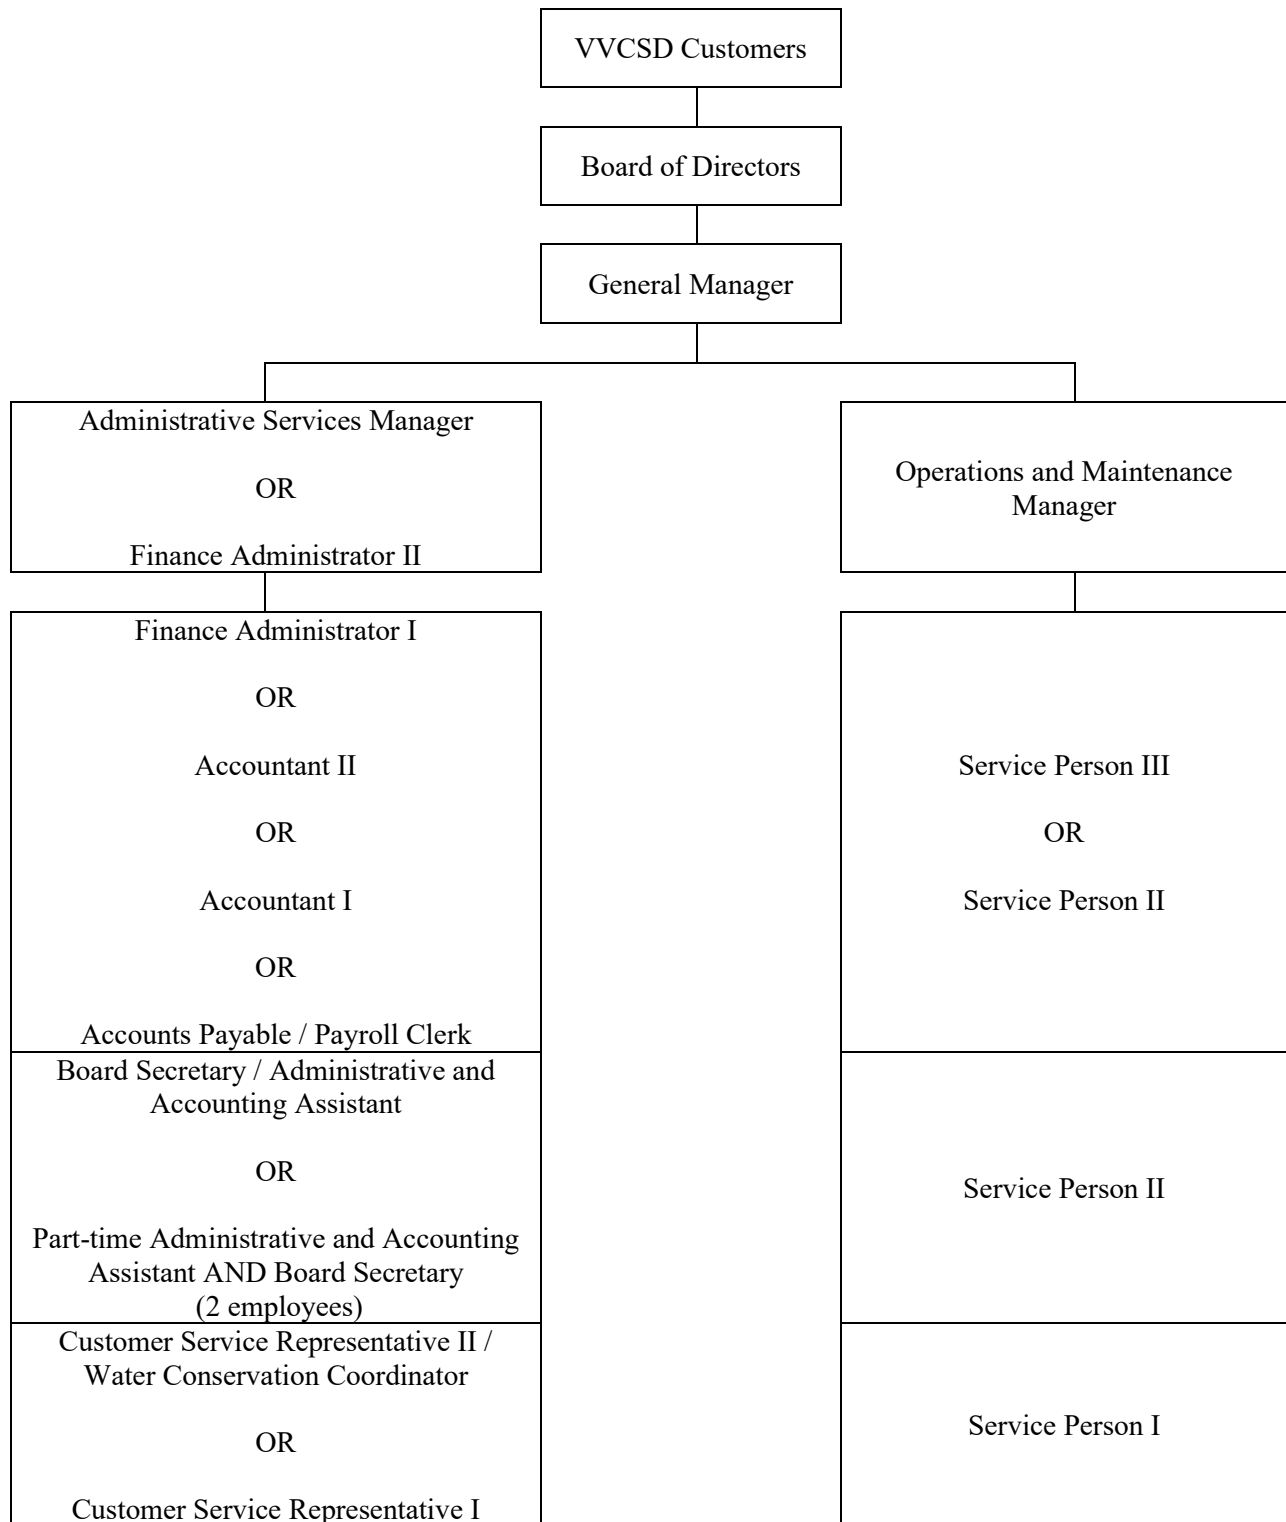 VVCSD Customers
Board of Directors
General Manager
Administrative Services Manager
OR
Finance Administrator II
Operations and Maintenance
Manager
Finance Administrator I
OR
Accountant II
OR
Accountant I
OR
Accounts Payable / Payroll Clerk
Service Person III
OR
Service Person II
Board Secretary / Administrative and
Accounting Assistant
OR
Part-time Administrative and Accounting
Assistant AND Board Secretary
(2 employees)
Service Person II
Customer Service Representative II /
Water Conservation Coordinator
OR
Customer Service Representative I
Service Person I